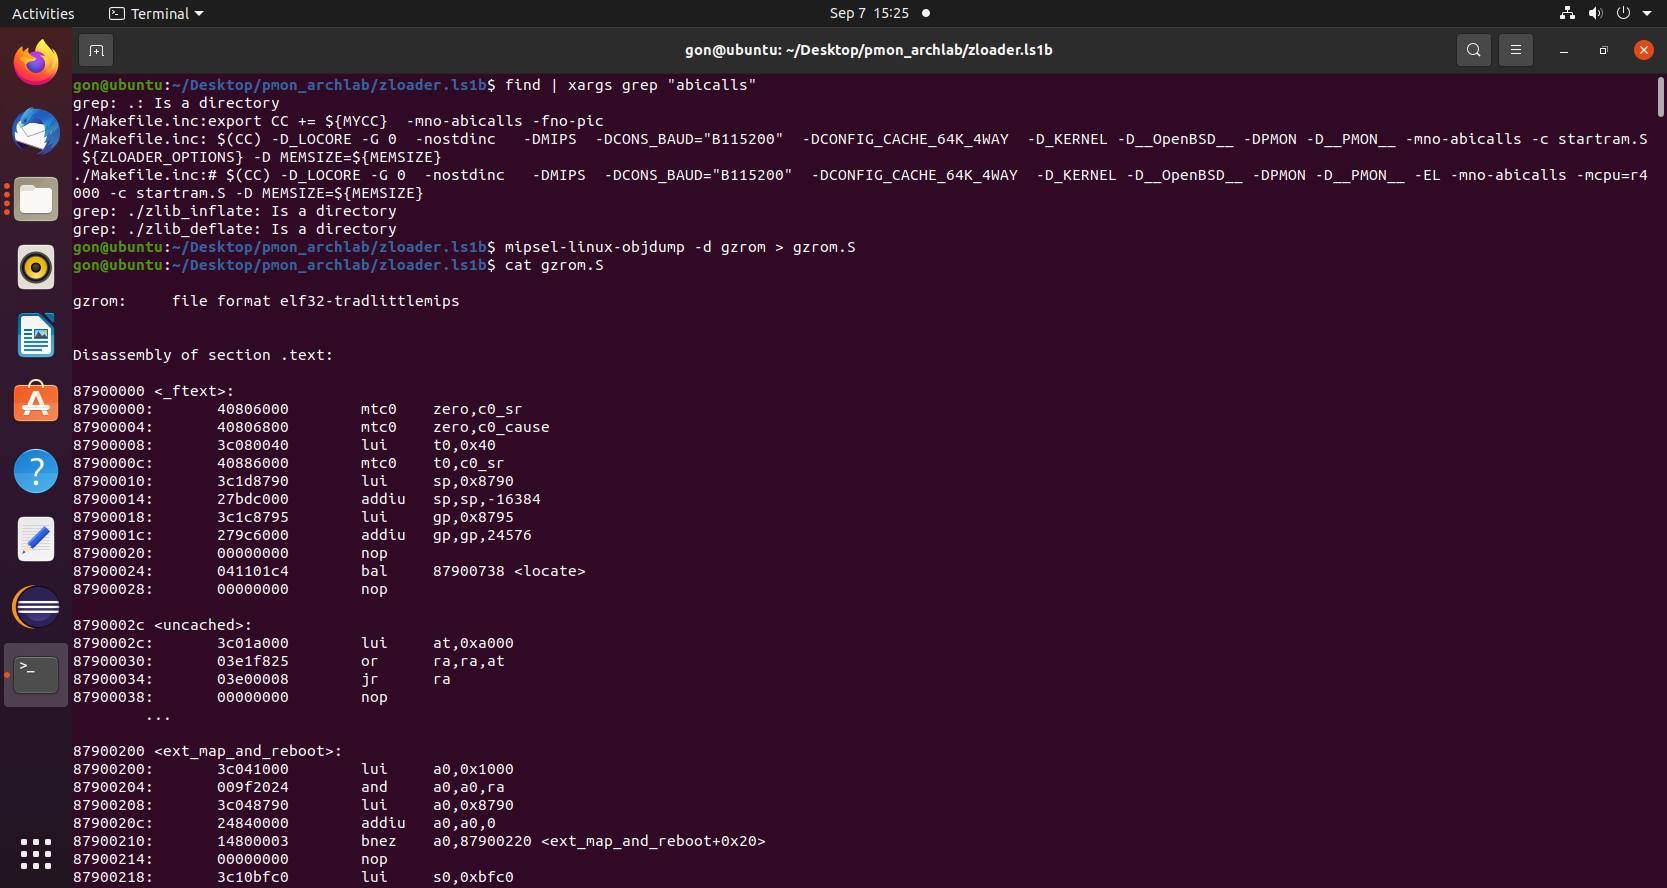 Activities
Terminal
Sep 7 15:25
gon@ubuntu: ~/Desktop/pmon_archlab/zloader.ls1b
gon@ubuntu:~/Desktop/pmon_archlab/zloader.ls1b$ find | xargs grep "abicalls"
grep: .: Is a directory
./Makefile.inc:export CC += ${MYCC}  -mno-abicalls -fno-pic
./Makefile.inc: $(CC) -D_LOCORE -G 0  -nostdinc   -DMIPS  -DCONS_BAUD="B115200"  -DCONFIG_CACHE_64K_4WAY  -D_KERNEL -D__OpenBSD__ -DPMON -D__PMON__ -mno-abicalls -c startram.S
 ${ZLOADER_OPTIONS} -D MEMSIZE=${MEMSIZE}
./Makefile.inc:# $(CC) -D_LOCORE -G 0  -nostdinc   -DMIPS  -DCONS_BAUD="B115200"  -DCONFIG_CACHE_64K_4WAY  -D_KERNEL -D__OpenBSD__ -DPMON -D__PMON__ -EL -mno-abicalls -mcpu=r4
000 -c startram.S -D MEMSIZE=${MEMSIZE}
grep: ./zlib_inflate: Is a directory
grep: ./zlib_deflate: Is a directory
gon@ubuntu:~/Desktop/pmon_archlab/zloader.ls1b$ mipsel-linux-objdump -d gzrom > gzrom.S
gon@ubuntu:~/Desktop/pmon_archlab/zloader.ls1b$ cat gzrom.S
gzrom:     file format elf32-tradlittlemips
Disassembly of section .text:
87900000 <_ftext>:
87900000:       40806000        mtc0    zero,c0_sr
87900004:       40806800        mtc0    zero,c0_cause
87900008:       3c080040        lui     t0,0x40
8790000c:       40886000        mtc0    t0,c0_sr
87900010:       3c1d8790        lui     sp,0x8790
87900014:       27bdc000        addiu   sp,sp,-16384
87900018:       3c1c8795        lui     gp,0x8795
8790001c:       279c6000        addiu   gp,gp,24576
87900020:       00000000        nop
87900024:       041101c4        bal     87900738 <locate>
87900028:       00000000        nop
8790002c <uncached>:
8790002c:       3c01a000        lui     at,0xa000
87900030:       03e1f825        or      ra,ra,at
87900034:       03e00008        jr      ra
87900038:       00000000        nop
        ...
87900200 <ext_map_and_reboot>:
87900200:       3c041000        lui     a0,0x1000
87900204:       009f2024        and     a0,a0,ra
87900208:       3c048790        lui     a0,0x8790
8790020c:       24840000        addiu   a0,a0,0
87900210:       14800003        bnez    a0,87900220 <ext_map_and_reboot+0x20>
87900214:       00000000        nop
87900218:       3c10bfc0        lui     s0,0xbfc0